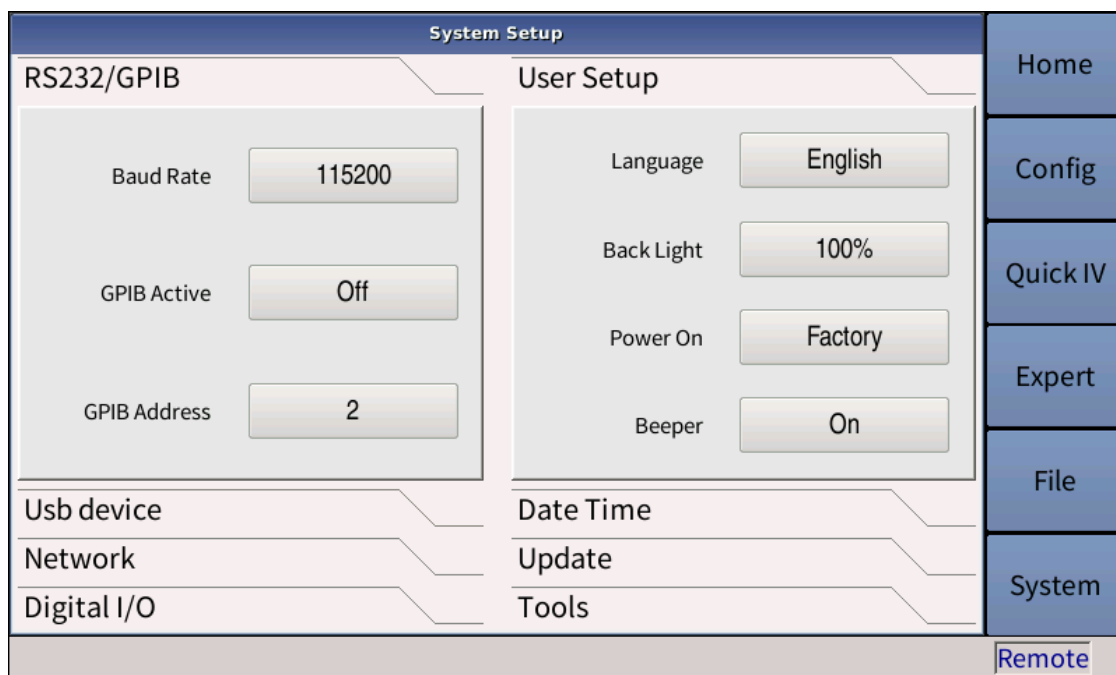 System Setup
RS232/GPIB
Baud Rate 115200
GPIB Active Off
GPIB Address 2
Usb device
Network
Digital I/O
User Setup
Language English
Back Light 100%
Power On Factory
Beeper On
Date Time
Update
Tools
Home
Config
Quick IV
Expert
File
System
Remote